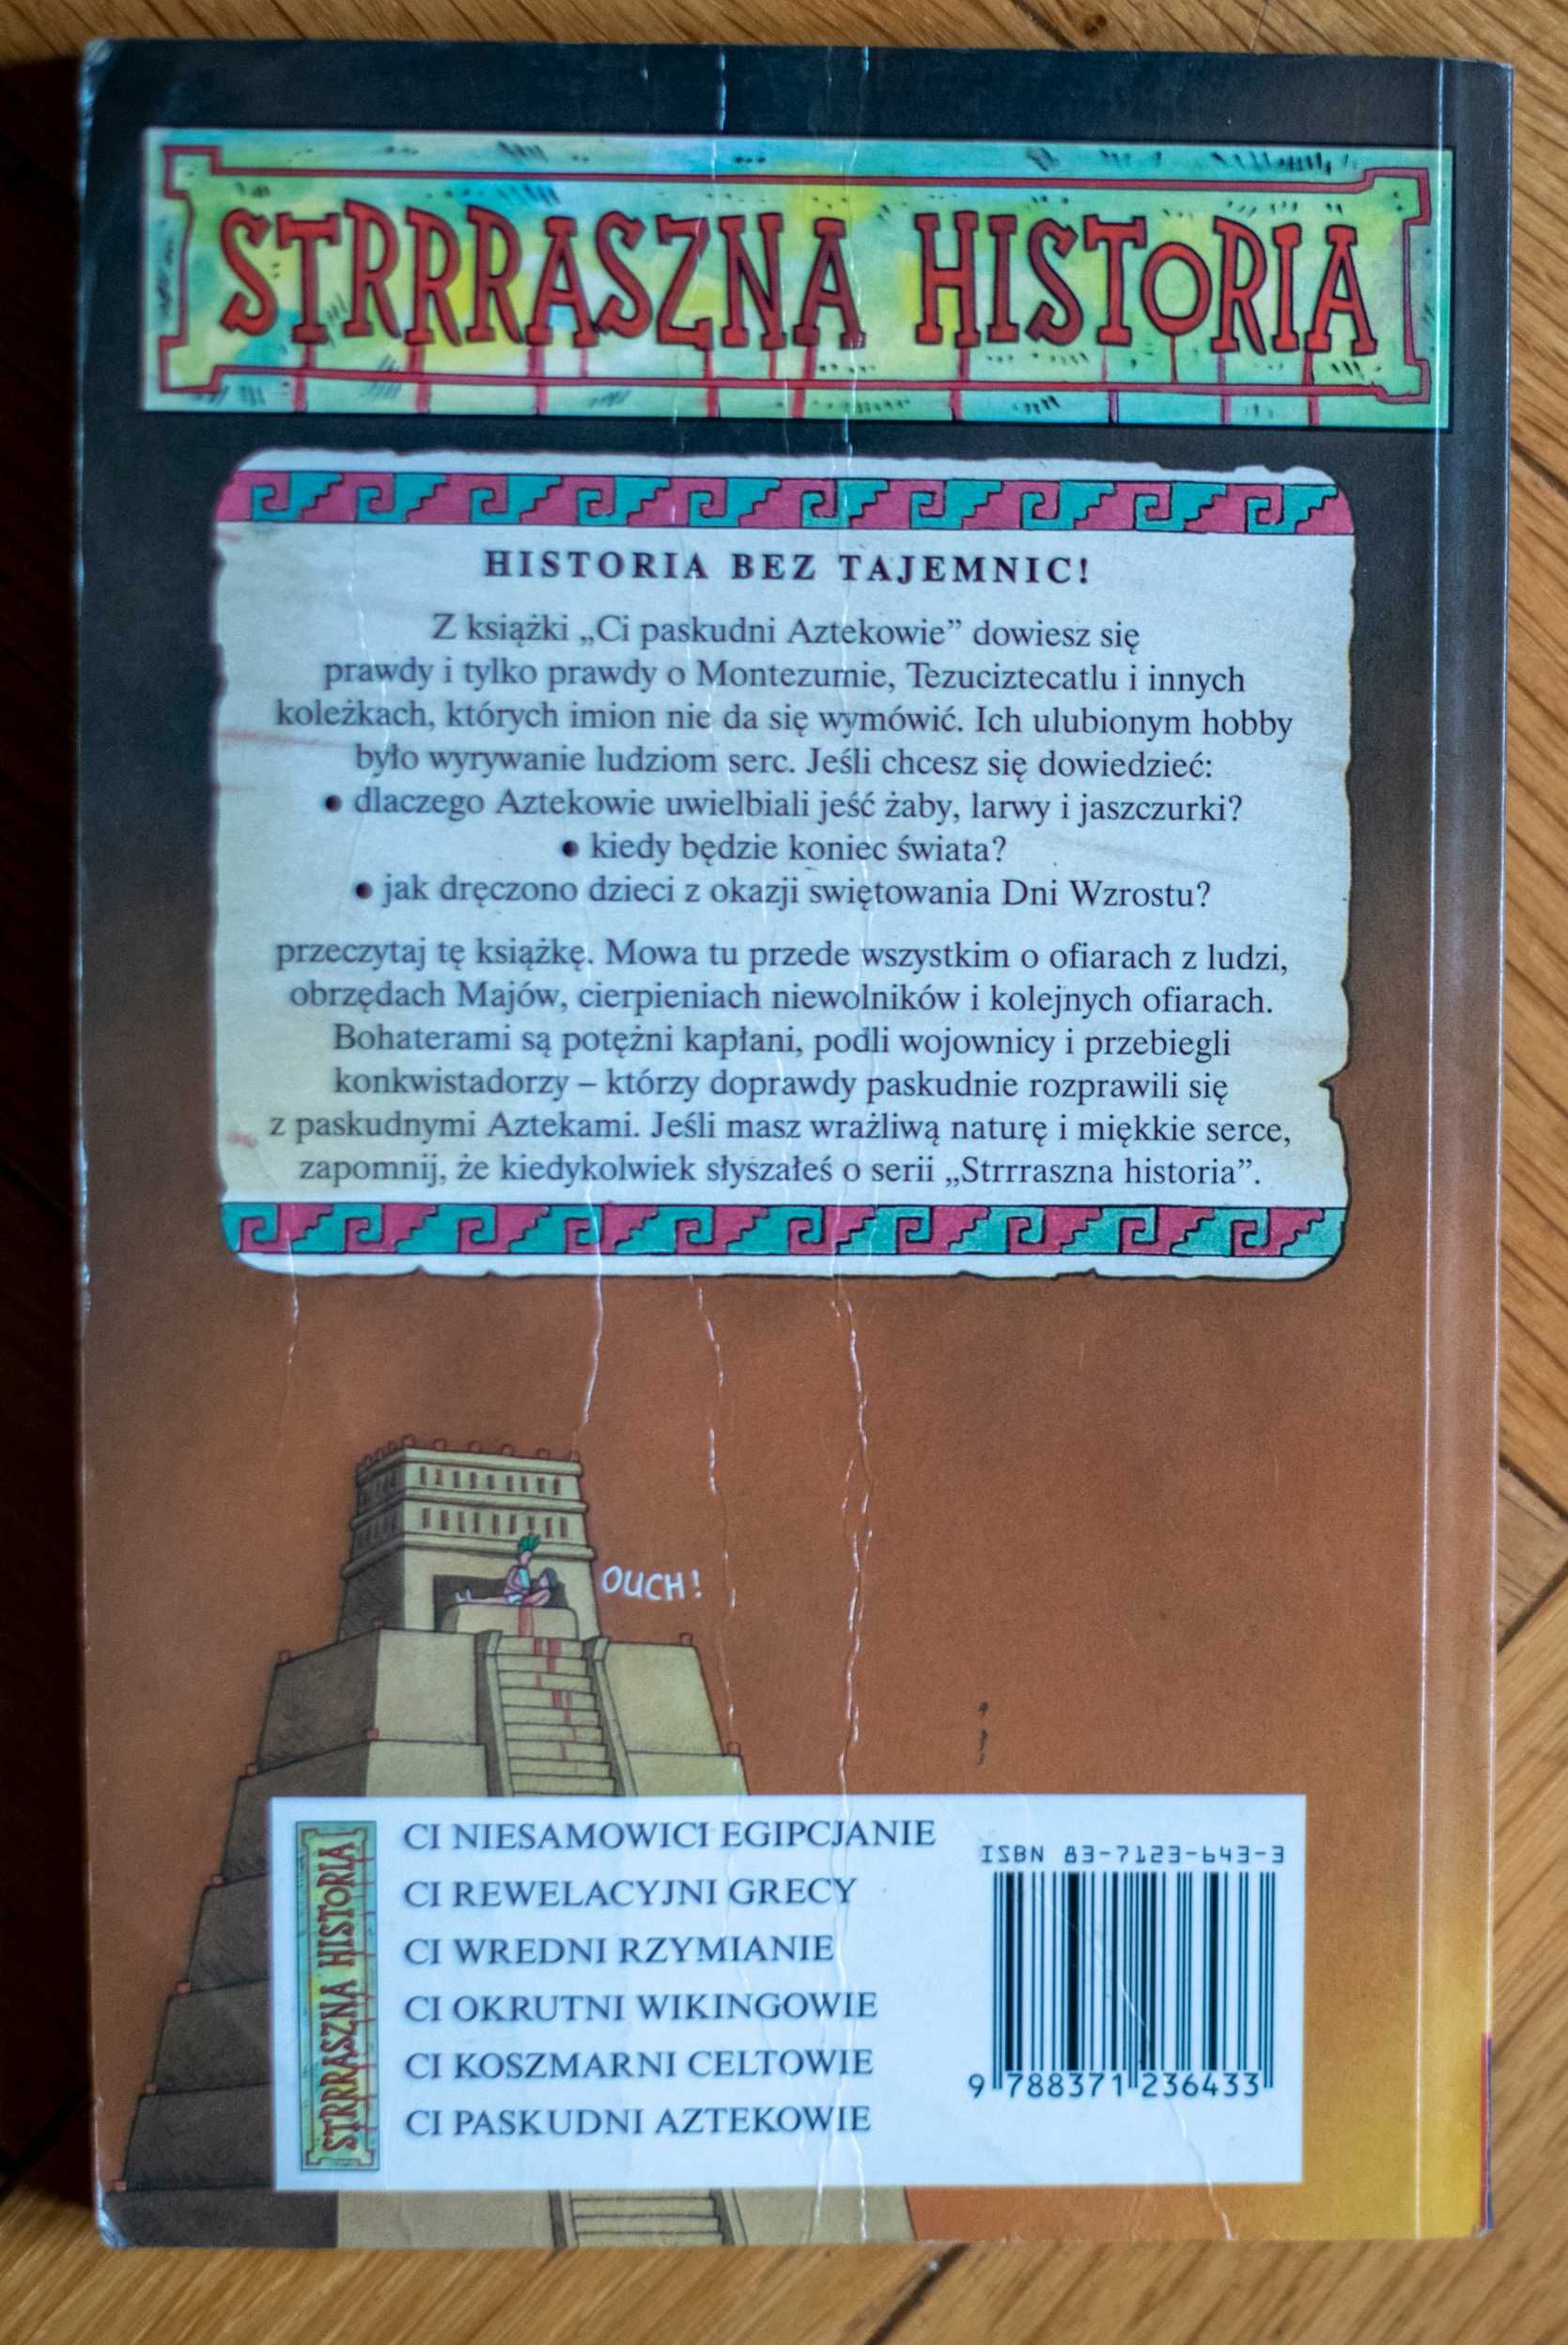 STRRRASZNA HISTORIA
HISTORIA BEZ TAJEMNIC!
Z książki „Ci paskudni Aztekowie” dowiesz się
prawdy i tylko prawdy o Montezumie, Tezuciztecatlu i innych
koleżkach, których imion nie da się wymówić. Ich ulubionym hobby
było wyrywanie ludziom serc. Jeśli chcesz się dowiedzieć:
• dlaczego Aztekowie uwielbiali jeść żaby, larwy i jaszczurki?
• kiedy będzie koniec świata?
• jak dręczono dzieci z okazji swiętowania Dni Wzrostu?
przeczytaj tę książkę. Mowa tu przede wszystkim o ofiarach z ludzi,
obrzędach Majów, cierpieniach niewolników i kolejnych ofiarach.
Bohaterami są potężni kapłani, podli wojownicy i przebiegli
konkwistadorzy – którzy doprawdy paskudnie rozprawili się
z paskudnymi Aztekami. Jeśli masz wrażliwą naturę i miękkie serce,
zapomnij, że kiedykolwiek słyszałeś o serii „Strrraszna historia”.
OUCH!
STRRRASZNA HISTORIA
CI NIESAMOWICI EGIPCJANIE
CI REWELACYJNI GRECY
CI WREDNI RZYMIANIE
CI OKRUTNI WIKINGOWIE
CI KOSZMARNI CELTOWIE
CI PASKUDNI AZTEKOWIE
ISBN 83-7123-643-3
9 788371 236433